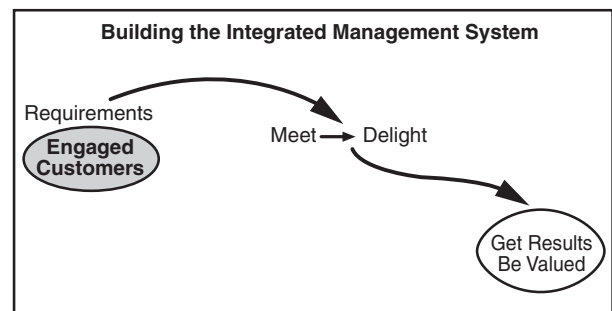 Building the Integrated Management System
Requirements
Engaged
Customers
Meet Delight
Get Results
Be Valued